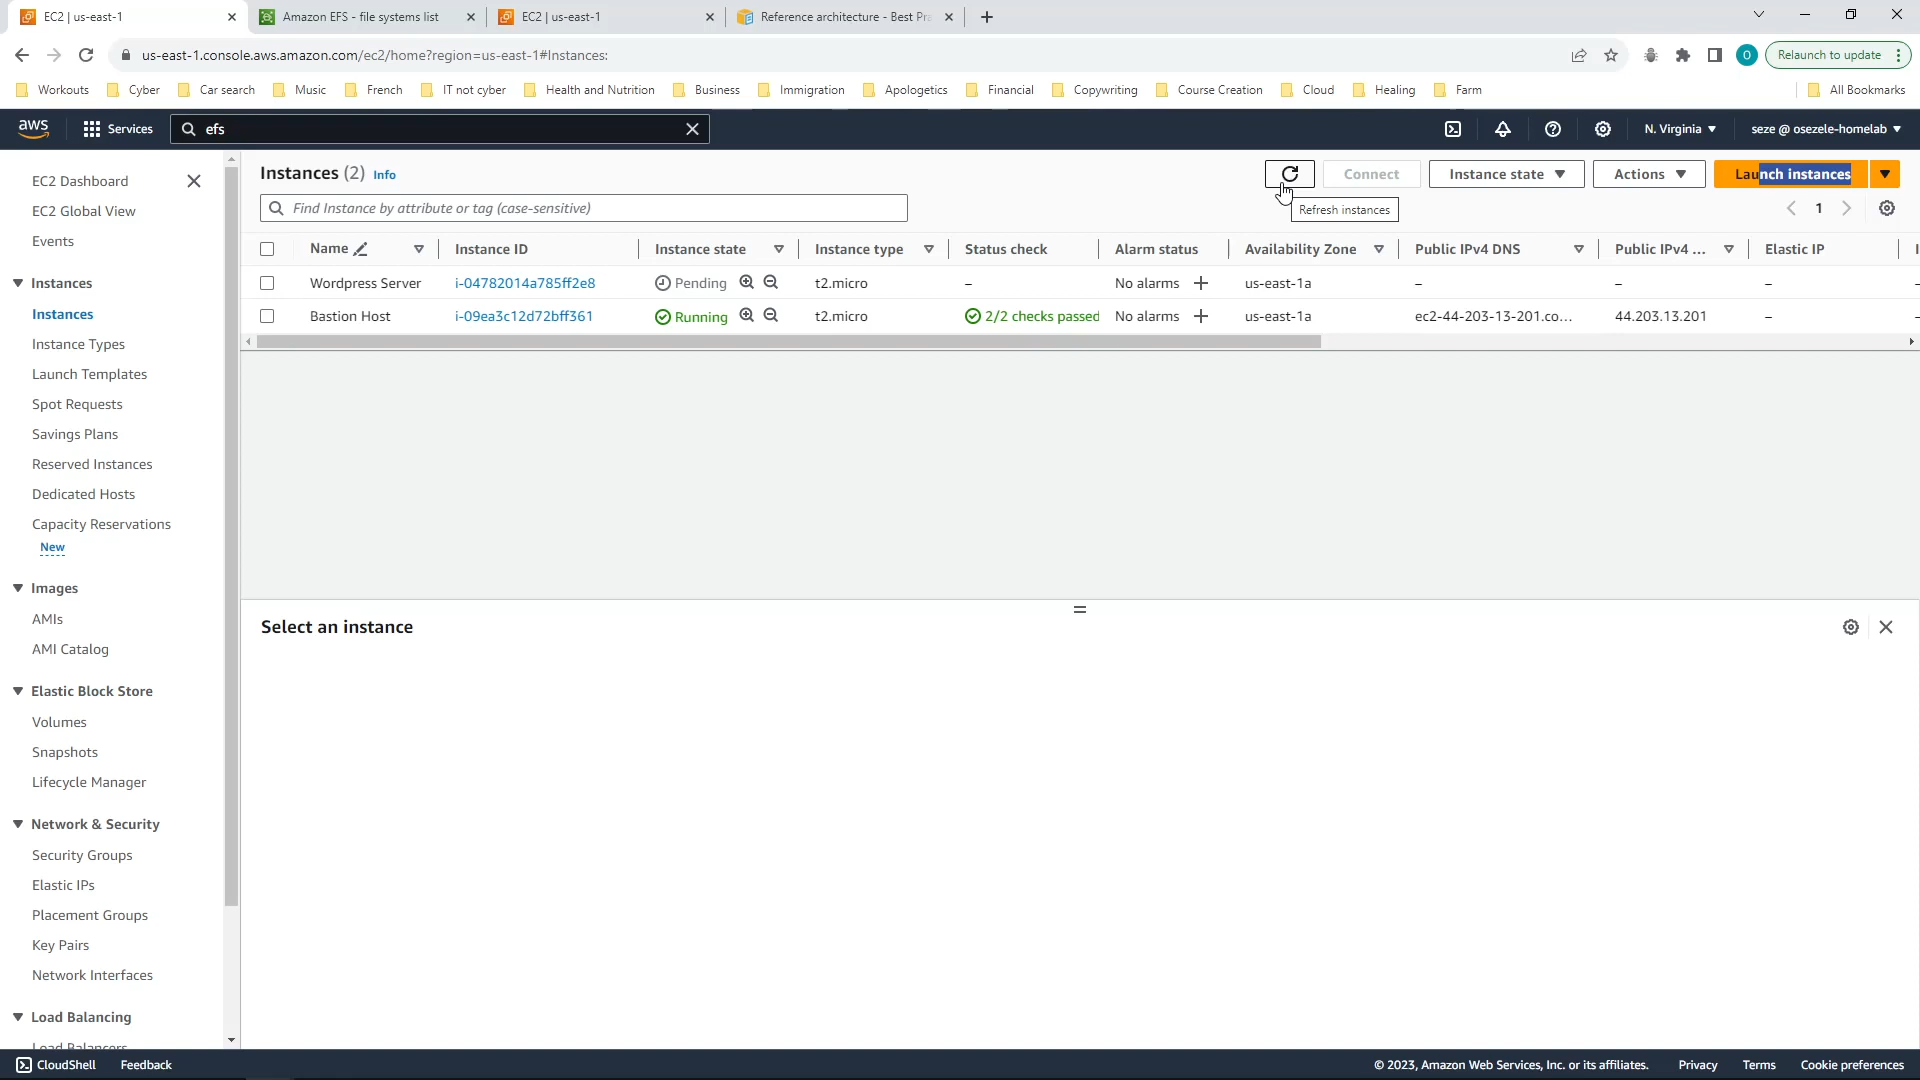 EC2 | us-east-1
Amazon EFS - file systems list
EC2 | us-east-1
Reference architecture - Best Pra
us-east-1.console.aws.amazon.com/ec2/home?region=us-east-1#Instances:
O
Relaunch to update
Workouts Cyber Car search Music French IT not cyber Health and Nutrition Business Immigration Apologetics Financial Copywriting Course Creation Cloud Healing Farm All Bookmarks
aws Services efs N. Virginia seze @ osezele-homelab
EC2 Dashboard
EC2 Global View
Events
Instances
Instances
Instance Types
Launch Templates
Spot Requests
Savings Plans
Reserved Instances
Dedicated Hosts
Capacity Reservations
New
Images
AMIs
AMI Catalog
Elastic Block Store
Volumes
Snapshots
Lifecycle Manager
Network & Security
Security Groups
Elastic IPs
Placement Groups
Key Pairs
Network Interfaces
Load Balancing
Load Balancers
Instances (2) Info
Connect Instance state Actions Launch instances
Find Instance by attribute or tag (case-sensitive)
Refresh instances
1
Name Instance ID Instance state Instance type Status check Alarm status Availability Zone Public IPv4 DNS Public IPv4 ... Elastic IP
Wordpress Server i-04782014a785ff2e8 Pending t2.micro – No alarms + us-east-1a – – –
Bastion Host i-09ea3c12d72bff361 Running t2.micro 2/2 checks passed No alarms + us-east-1a ec2-44-203-13-201.co... 44.203.13.201 –
Select an instance
CloudShell Feedback © 2023, Amazon Web Services, Inc. or its affiliates. Privacy Terms Cookie preferences